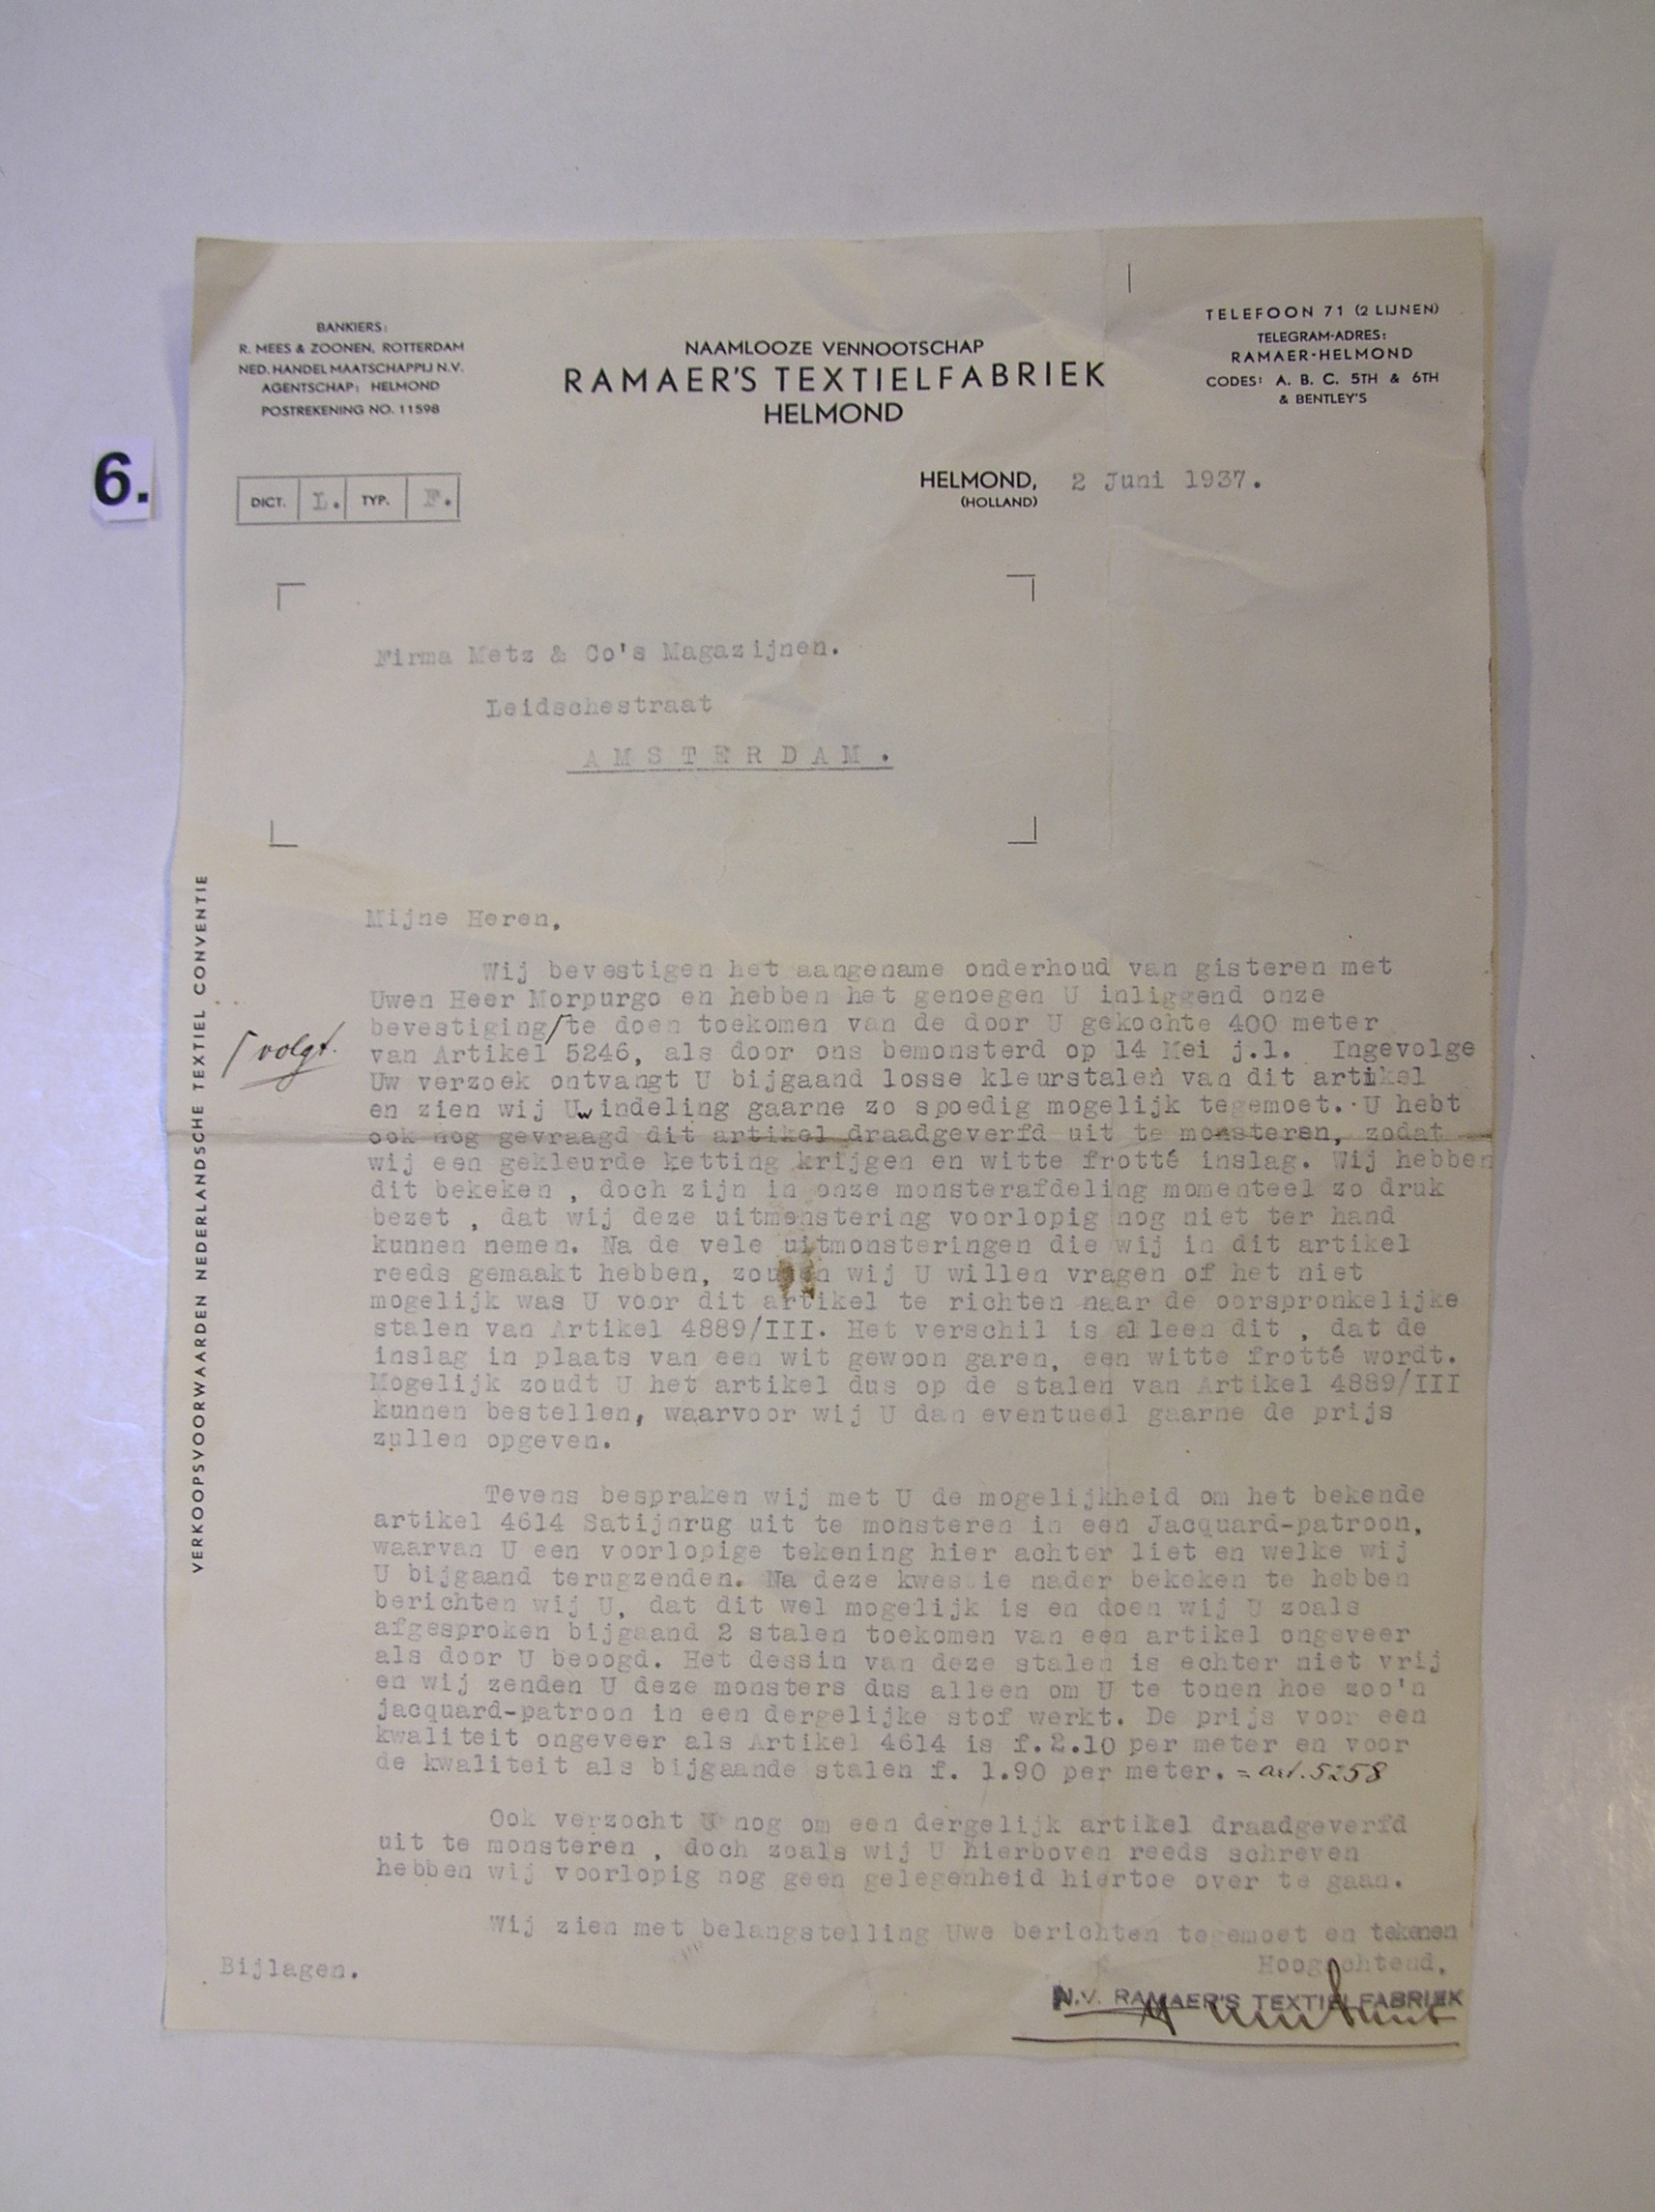 6.
BANKIERS:
R. MEES & ZOONEN, ROTTERDAM
NED. HANDEL MAATSCHAPPIJ N.V.
AGENTSCHAP: HELMOND
POSTREKENING NO. 11598
NAAMLOOZE VENNOOTSCHAP
RAMAER'S TEXTIELFABRIEK
HELMOND
TELEFOON 71 (2 LIJNEN)
TELEGRAM-ADRES:
RAMAER-HELMOND
CODES: A. B. C. 5TH & 6TH
& BENTLEY'S
DICT. L. TYP. F.
HELMOND, 2 Juni 1937.
(HOLLAND)
Firma Metz & Co's Magazijnen.
Leidschestraat
AMSTERDAM.
VERKOOPSVOORWAARDEN NEDERLANDSCHE TEXTIEL CONVENTIE
Mijne Heren,
Wij bevestigen het aangename onderhoud van gisteren met
Uwen Heer Morpurgo en hebben het genoegen U inliggend onze
bevestiging/te doen toekomen van de door U gekochte 400 meter
/ volgt.
van Artikel 5246, als door ons bemonsterd op 14 Mei j.l. Ingevolge
Uw verzoek ontvangt U bijgaand losse kleurstalen van dit artikel
en zien wij Uw indeling gaarne zo spoedig mogelijk tegemoet. U hebt
ook nog gevraagd dit artikel draadgeverfd uit te monsteren, zodat
wij een gekleurde ketting krijgen en witte frotté inslag. Wij hebben
dit bekeken , doch zijn in onze monsterafdeling momenteel zo druk
bezet , dat wij deze uitmonstering voorlopig nog niet ter hand
kunnen nemen. Na de vele uitmonsteringen die wij in dit artikel
reeds gemaakt hebben, zouden wij U willen vragen of het niet
mogelijk was U voor dit artikel te richten naar de oorspronkelijke
stalen van Artikel 4889/III. Het verschil is alleen dit , dat de
inslag in plaats van een wit gewoon garen, een witte frotté wordt.
Mogelijk zoudt U het artikel dus op de stalen van Artikel 4889/III
kunnen bestellen, waarvoor wij U dan eventueel gaarne de prijs
zullen opgeven.
Tevens bespraken wij met U de mogelijkheid om het bekende
artikel 4614 Satijnrug uit te monsteren in een Jacquard-patroon,
waarvan U een voorlopige tekening hier achter liet en welke wij
U bijgaand terugzenden. Na deze kwestie nader bekeken te hebben
berichten wij U, dat dit wel mogelijk is en doen wij U zoals
afgesproken bijgaand 2 stalen toekomen van een artikel ongeveer
als door U beoogd. Het dessin van deze stalen is echter niet vrij
en wij zenden U deze monsters dus alleen om U te tonen hoe zoo'n
jacquard-patroon in een dergelijke stof werkt. De prijs voor een
kwaliteit ongeveer als Artikel 4614 is f.2.10 per meter en voor
de kwaliteit als bijgaande stalen f. 1.90 per meter. = art. 5258
Ook verzocht U nog om een dergelijk artikel draadgeverfd
uit te monsteren , doch zoals wij U hierboven reeds schreven
hebben wij voorlopig nog geen gelegenheid hiertoe over te gaan.
Wij zien met belangstelling Uwe berichten tegemoet en tekenen
Bijlagen.
Hoogachtend,
N.V. RAMAER'S TEXTIELFABRIEK